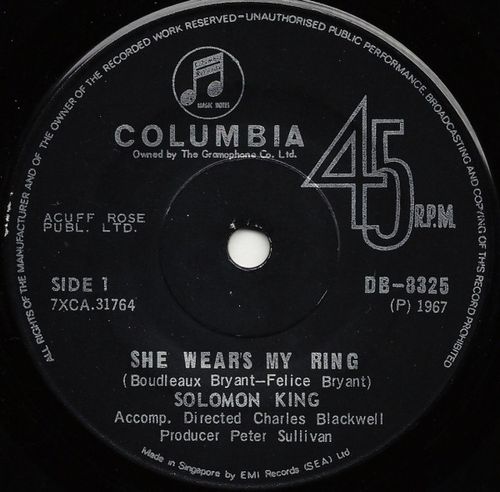 ALL RIGHTS OF THE MANUFACTURER AND OF THE OWNER OF THE RECORDED WORK RESERVED—UNAUTHORISED PUBLIC PERFORMANCE, BROADCASTING AND COPYING OF THIS RECORD PROHIBITED
MAGIC NOTES
COLUMBIA
Owned by The Gramophone Co. Ltd.
45 R.P.M.
ACUFF ROSE
PUBL. LTD.
SIDE 1
7XCA.31764
DB-8325
(P) 1967
SHE WEAR'S MY RING
(Boudleaux Bryant—Felice Bryant)
SOLOMON KING
Accomp. Directed Charles Blackwell
Producer Peter Sullivan
Made in Singapore by EMI Records (SEA) Ltd